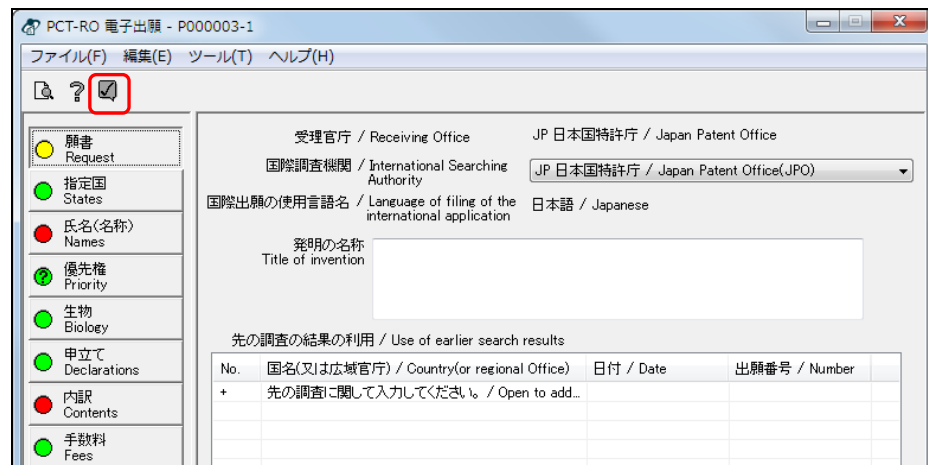 PCT-RO 電子出願 - P000003-1
ファイル(F) 編集(E) ツール(T) ヘルプ(H)
願書
Request
指定国
States
氏名(名称)
Names
優先権
Priority
生物
Biology
申立て
Declarations
内訳
Contents
手数料
Fees
受理官庁 / Receiving Office JP 日本国特許庁 / Japan Patent Office
国際調査機関 / International Searching
Authority
JP 日本国特許庁 / Japan Patent Office(JPO)
国際出願の使用言語名 / Language of filing of the
international application
日本語 / Japanese
発明の名称
Title of invention
先の調査の結果の利用 / Use of earlier search results
No. 国名(又は広域官庁) / Country(or regional Office) 日付 / Date 出願番号 / Number
+ 先の調査に関して入力してください。 / Open to add...